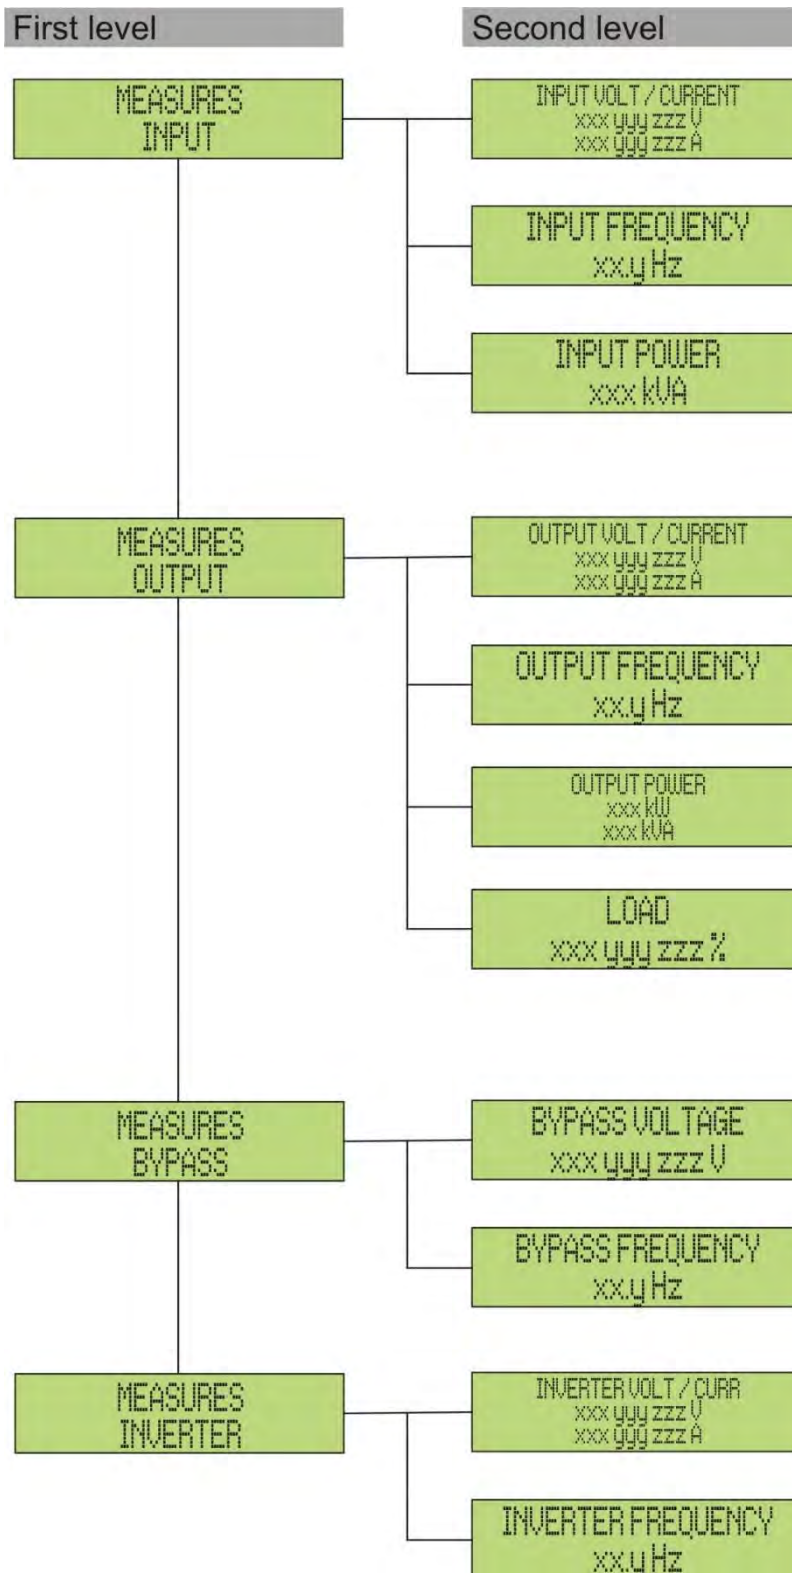 First level
Second level
MEASURES
INPUT
INPUT VOLT / CURRENT
xxx yyy zzz V
xxx yyy zzz A
INPUT FREQUENCY
xx.y Hz
INPUT POWER
xxx kVA
MEASURES
OUTPUT
OUTPUT VOLT / CURRENT
xxx yyy zzz V
xxx yyy zzz A
OUTPUT FREQUENCY
xx.y Hz
OUTPUT POWER
xxx kW
xxx kVA
LOAD
xxx yyy zzz %
MEASURES
BYPASS
BYPASS VOLTAGE
xxx yyy zzz V
BYPASS FREQUENCY
xx.y Hz
MEASURES
INVERTER
INVERTER VOLT / CURR
xxx yyy zzz V
xxx yyy zzz A
INVERTER FREQUENCY
xx.y Hz